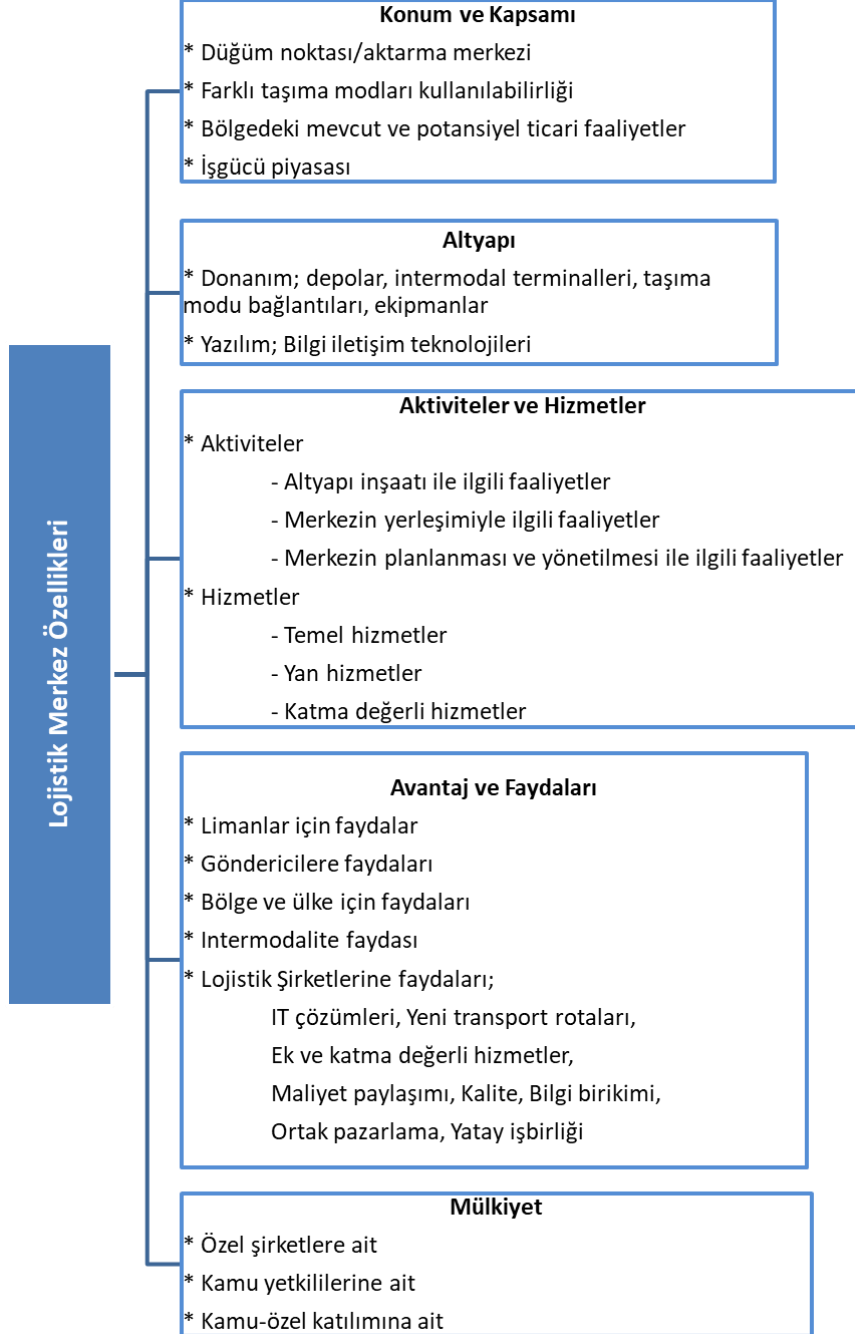 Lojistik Merkez Özellikleri
Konum ve Kapsamı
* Düğüm noktası/aktarma merkezi
* Farklı taşıma modları kullanılabilirliği
* Bölgedeki mevcut ve potansiyel ticari faaliyetler
* İşgücü piyasası
Altyapı
* Donanım; depolar, intermodal terminalleri, taşıma
modu bağlantıları, ekipmanlar
* Yazılım; Bilgi iletişim teknolojileri
Aktiviteler ve Hizmetler
* Aktiviteler
- Altyapı inşaatı ile ilgili faaliyetler
- Merkezin yerleşimiyle ilgili faaliyetler
- Merkezin planlanması ve yönetilmesi ile ilgili faaliyetler
* Hizmetler
- Temel hizmetler
- Yan hizmetler
- Katma değerli hizmetler
Avantaj ve Faydaları
* Limanlar için faydalar
* Göndericilere faydaları
* Bölge ve ülke için faydaları
* Intermodalite faydası
* Lojistik Şirketlerine faydaları;
IT çözümleri, Yeni transport rotaları,
Ek ve katma değerli hizmetler,
Maliyet paylaşımı, Kalite, Bilgi birikimi,
Ortak pazarlama, Yatay işbirliği
Mülkiyet
* Özel şirketlere ait
* Kamu yetkililerine ait
* Kamu-özel katılımına ait